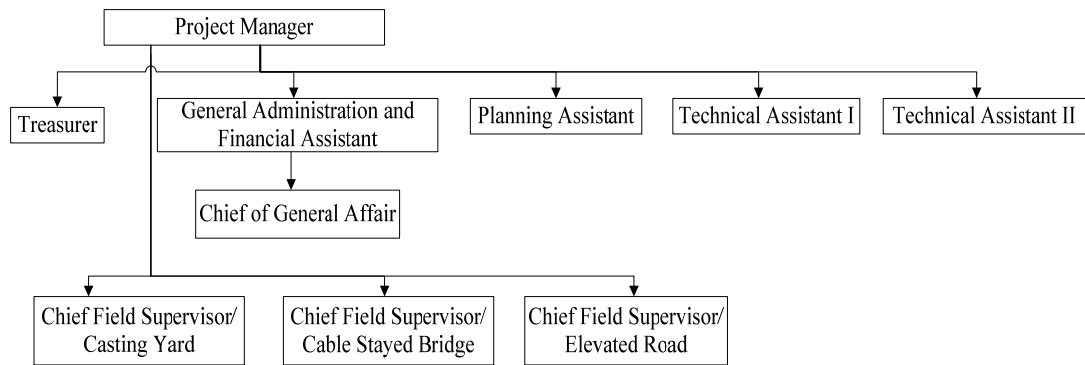 Project Manager
Treasurer
General Administration and
Financial Assistant
Planning Assistant
Technical Assistant I
Technical Assistant II
Chief of General Affair
Chief Field Supervisor/
Casting Yard
Chief Field Supervisor/
Cable Stayed Bridge
Chief Field Supervisor/
Elevated Road